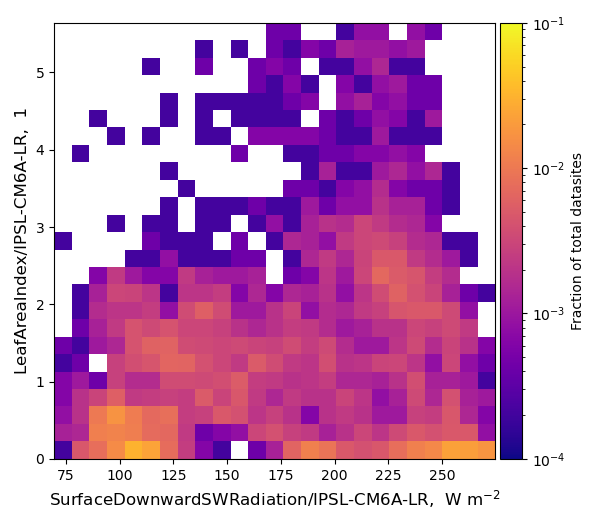 10⁻¹
5
4
3
2
1
0
LeafAreaIndex/IPSL-CM6A-LR, 1
10⁻²
10⁻³
10⁻⁴
Fraction of total datasites
75 100 125 150 175 200 225 250
SurfaceDownwardSWRadiation/IPSL-CM6A-LR, W m⁻²